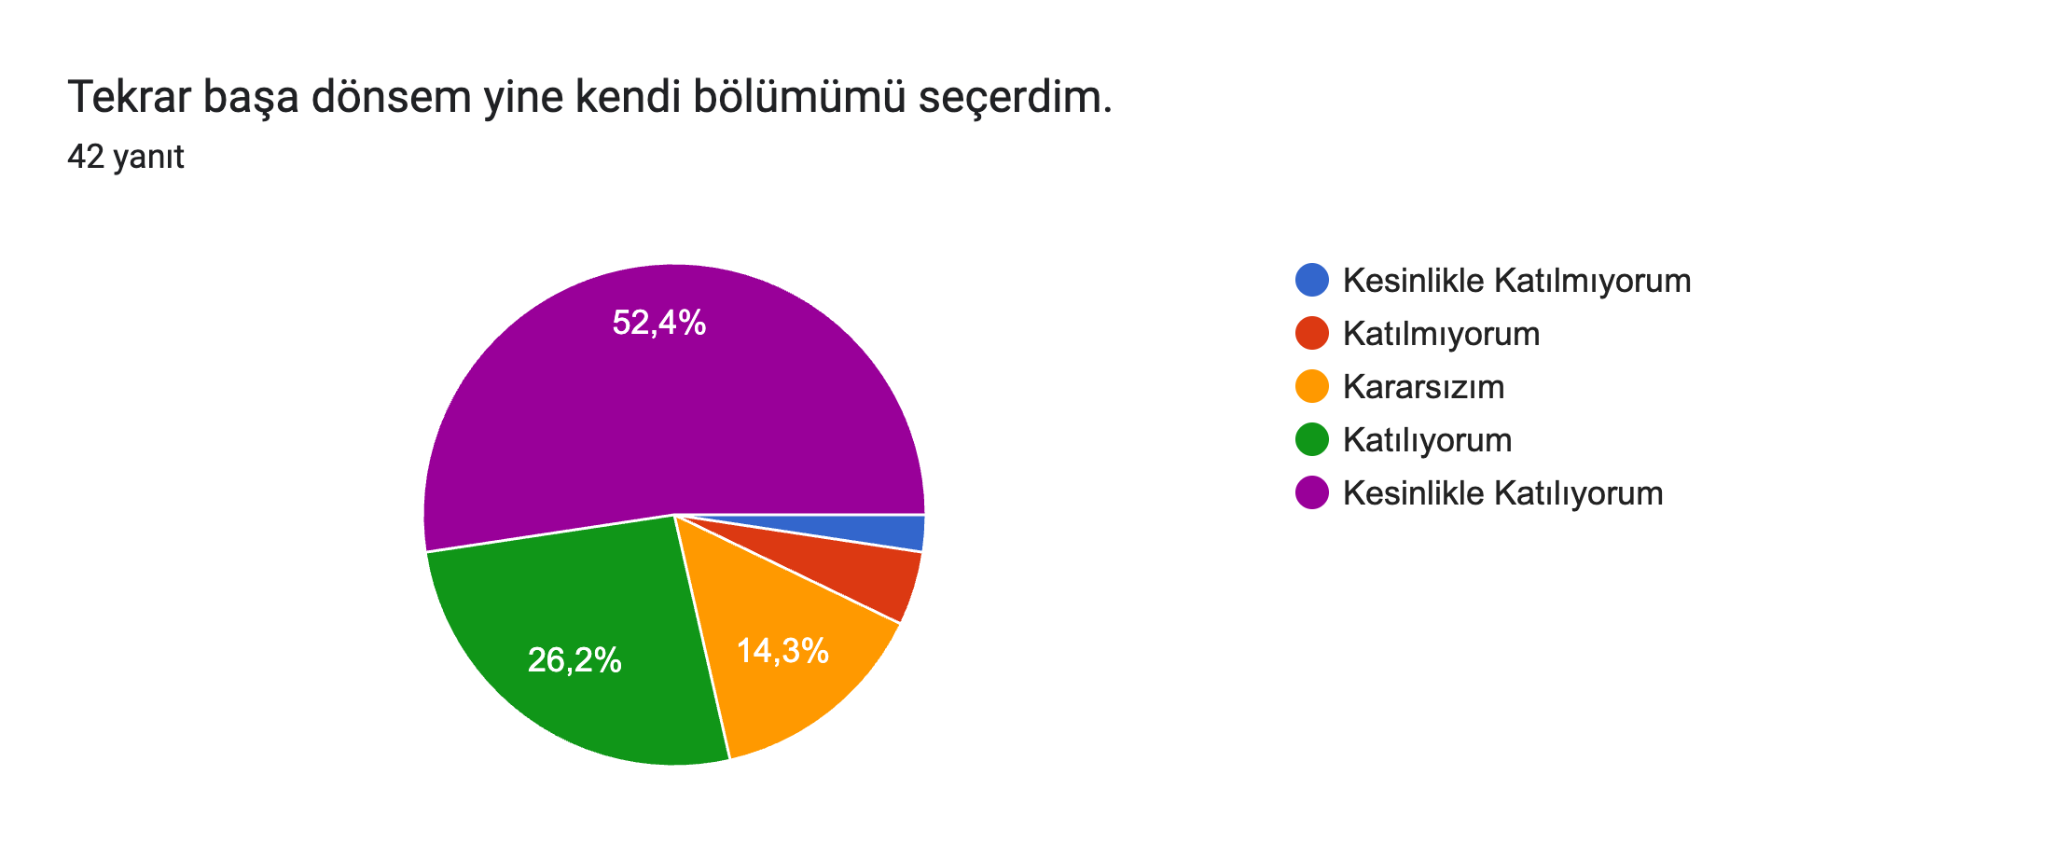 Tekrar başa dönsem yine kendi bölümümü seçerdim.
42 yanıt
52,4%
26,2%
14,3%
Kesinlikle Katılmıyorum
Katılmıyorum
Kararsızım
Katılıyorum
Kesinlikle Katılıyorum